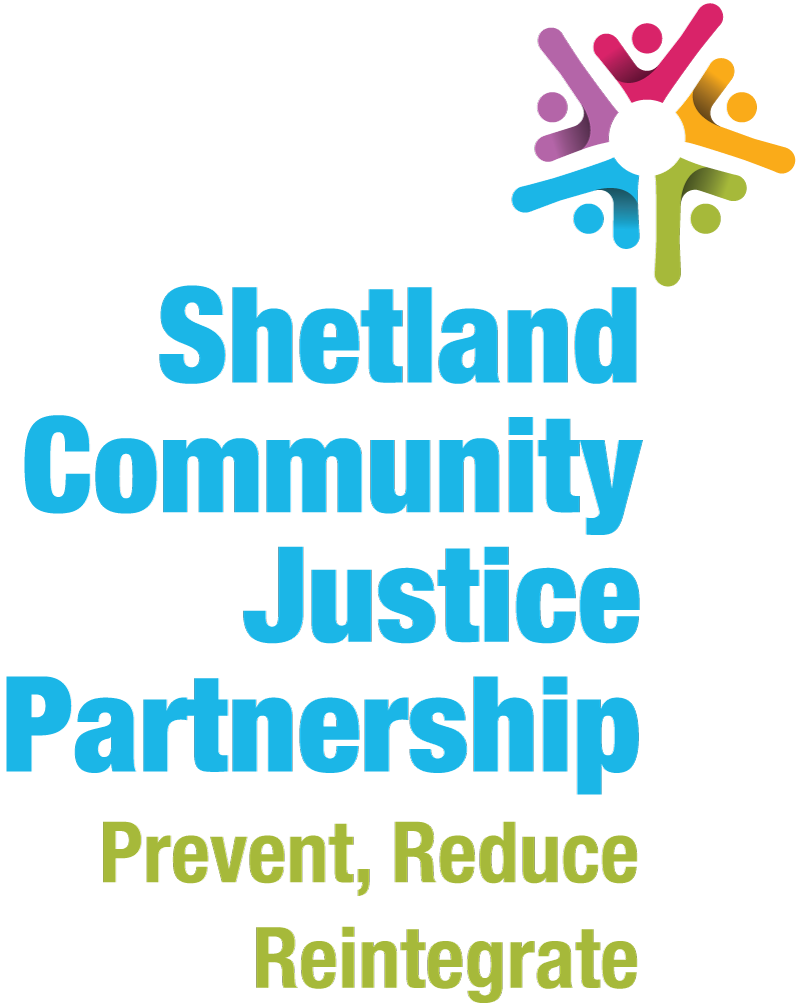 Shetland
Community
Justice
Partnership
Prevent, Reduce
Reintegrate